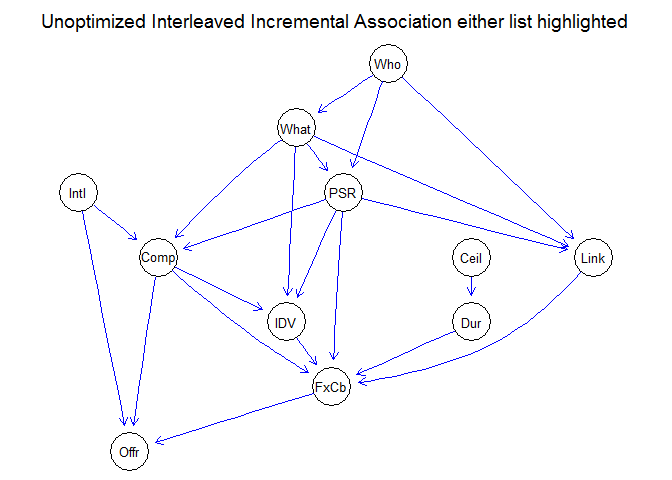 Unoptimized Interleaved Incremental Association either list highlighted
Who
What
Intl
PSR
Comp
Ceil
Link
IDV
Dur
FxCb
Offr